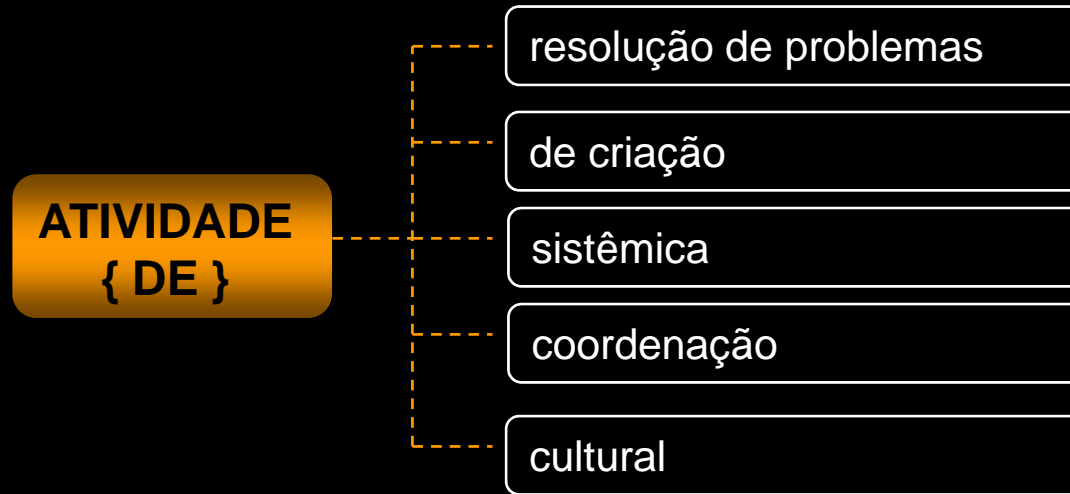 ATIVIDADE
{ DE }
resolução de problemas
de criação
sistêmica
coordenação
cultural